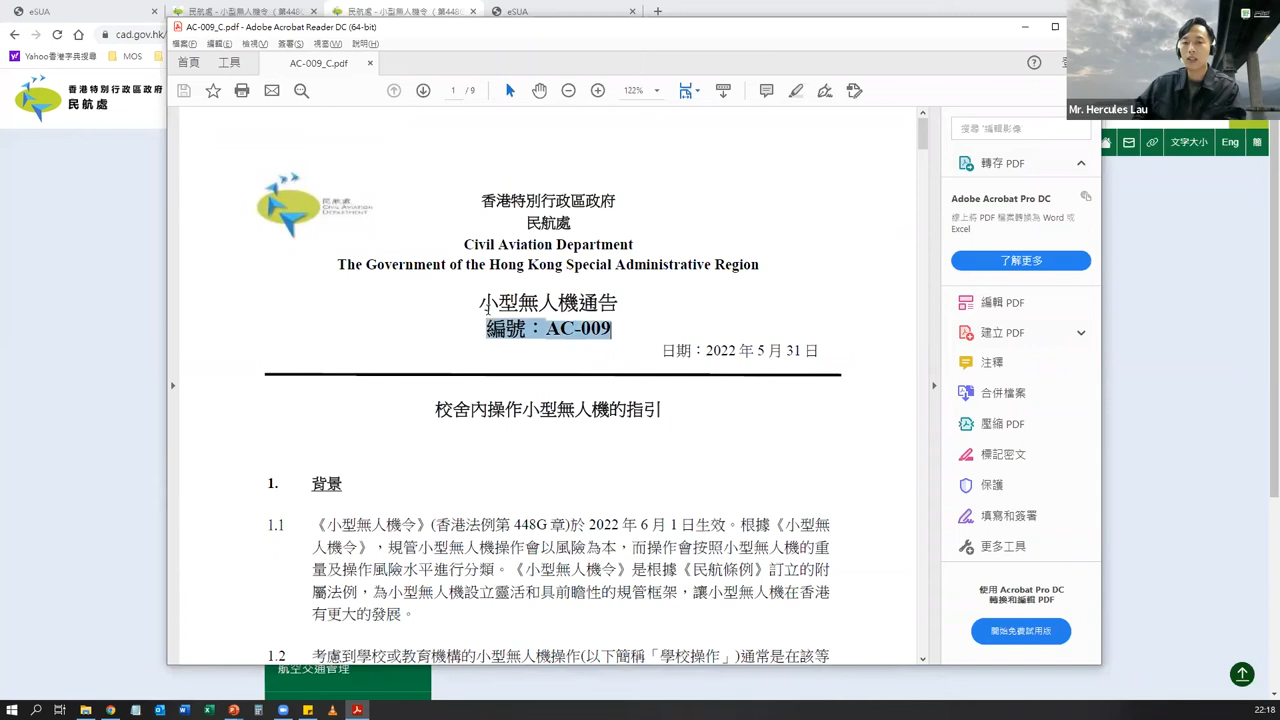 eSUA
民航處 - 小型無人機令 (第448G
民航處 - 小型無人機令 (第448G
eSUA
AC-009_C.pdf - Adobe Acrobat Reader DC (64-bit)
cad.gov.hk/
檔案(F) 編輯(E) 檢視(V) 簽署(S) 視窗(W) 說明(H)
Yahoo香港字典搜尋 MOS
首頁 工具 AC-009_C.pdf
1 / 9 122%
香港特別行政區政府
民航處
Mr. Hercules Lau
文字大小 Eng 簡
民航處
CIVIL AVIATION
DEPARTMENT
香港特別行政區政府
民航處
Civil Aviation Department
The Government of the Hong Kong Special Administrative Region
小型無人機通告
編號：AC-009
日期：2022 年 5 月 31 日
校舍內操作小型無人機的指引
1. 背景
1.1 《小型無人機令》(香港法例第 448G 章)於 2022 年 6 月 1 日生效。根據《小型無
人機令》，規管小型無人機操作會以風險為本，而操作會按照小型無人機的重
量及操作風險水平進行分類。《小型無人機令》是根據《民航條例》訂立的附
屬法例，為小型無人機設立靈活和具前瞻性的規管框架，讓小型無人機在香港
有更大的發展。
1.2 考慮到學校或教育機構的小型無人機操作(以下簡稱「學校操作」)通常是在該等
搜尋 '編輯影像
轉存 PDF
Adobe Acrobat Pro DC
線上將 PDF 檔案轉換為 Word 或
Excel
了解更多
編輯 PDF
建立 PDF
注釋
合併檔案
壓縮 PDF
標記密文
保護
填寫和簽署
更多工具
使用 Acrobat Pro DC
轉換和編輯 PDF
開始免費試用版
航空交通管理
22:18